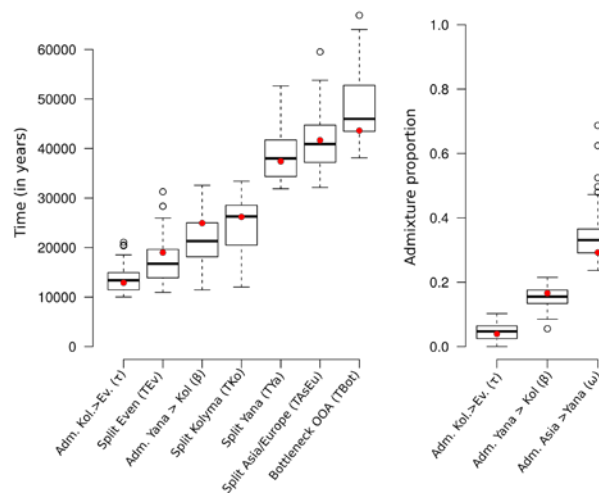 Time (in years)
60000
50000
40000
30000
20000
10000
0
Adm. Kol.>Ev. (τ)
Split Even (TEv)
Adm. Yana > Kol (β)
Split Kolyma (TKo)
Split Yana (TYa)
Split Asia/Europe (TAsEu)
Bottleneck OOA (TBot)
Admixture proportion
1.0
0.8
0.6
0.4
0.2
0.0
Adm. Kol.>Ev. (τ)
Adm. Yana > Kol (β)
Adm. Asia >Yana (ω)